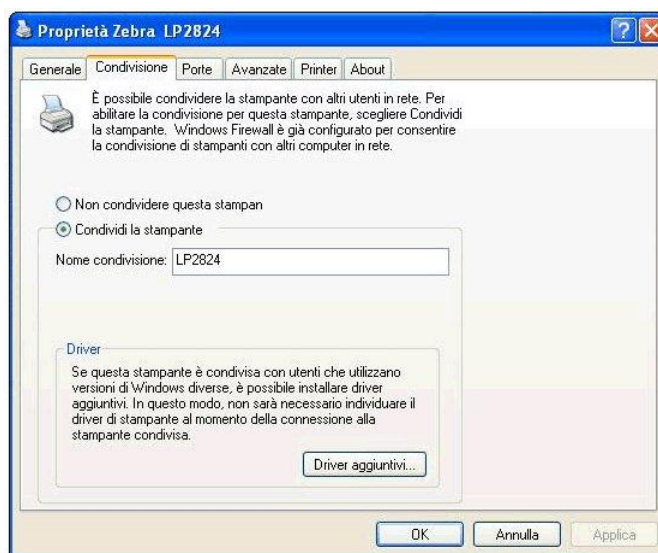 Proprietà Zebra LP2824
Generale Condivisione Porte Avanzate Printer About
È possibile condividere la stampante con altri utenti in rete. Per
abilitare la condivisione per questa stampante, scegliere Condividi
la stampante. Windows Firewall è già configurato per consentire
la condivisione di stampanti con altri computer in rete.
Non condividere questa stampan
Condividi la stampante
Nome condivisione: LP2824
Driver
Se questa stampante è condivisa con utenti che utilizzano
versioni di Windows diverse, è possibile installare driver
aggiuntivi. In questo modo, non sarà necessario individuare il
driver di stampante al momento della connessione alla
stampante condivisa.
Driver aggiuntivi...
OK Annulla Applica